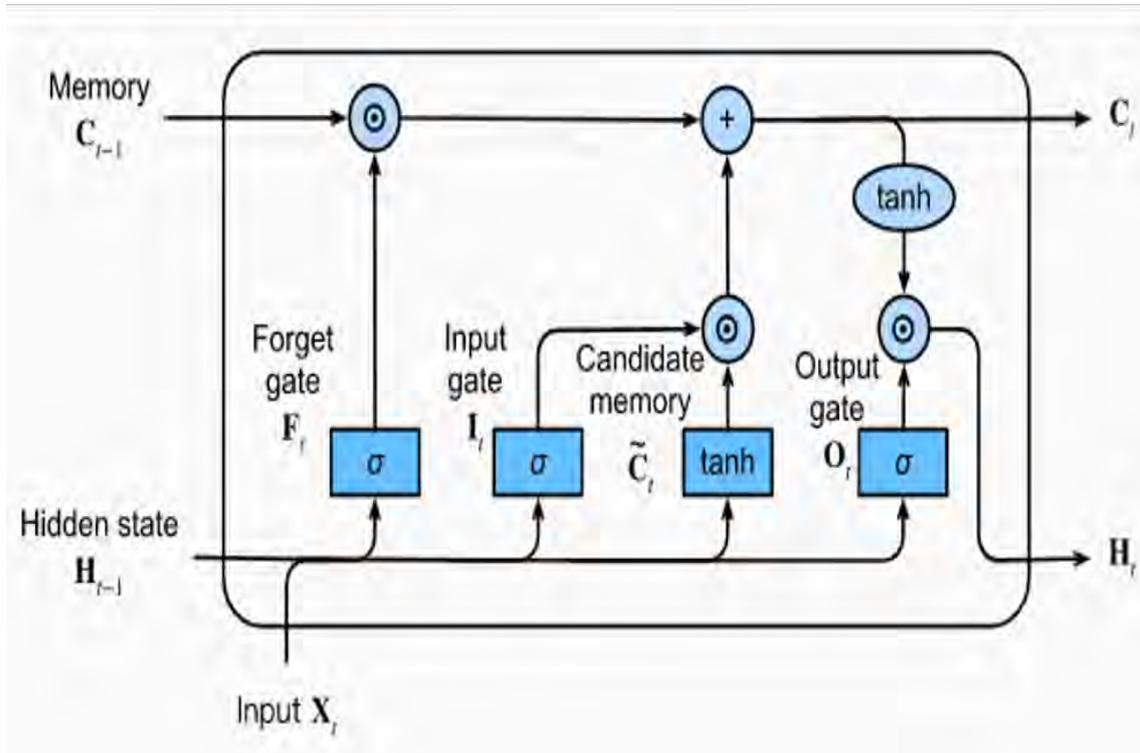 Memory
C_{t-1}
⊙
+
C_t
tanh
⊙
⊙
Forget
gate
F_t
Input
gate
I_t
Candidate
memory
C̃_t
Output
gate
O_t
σ
σ
tanh
σ
Hidden state
H_{t-1}
H_t
Input X_t